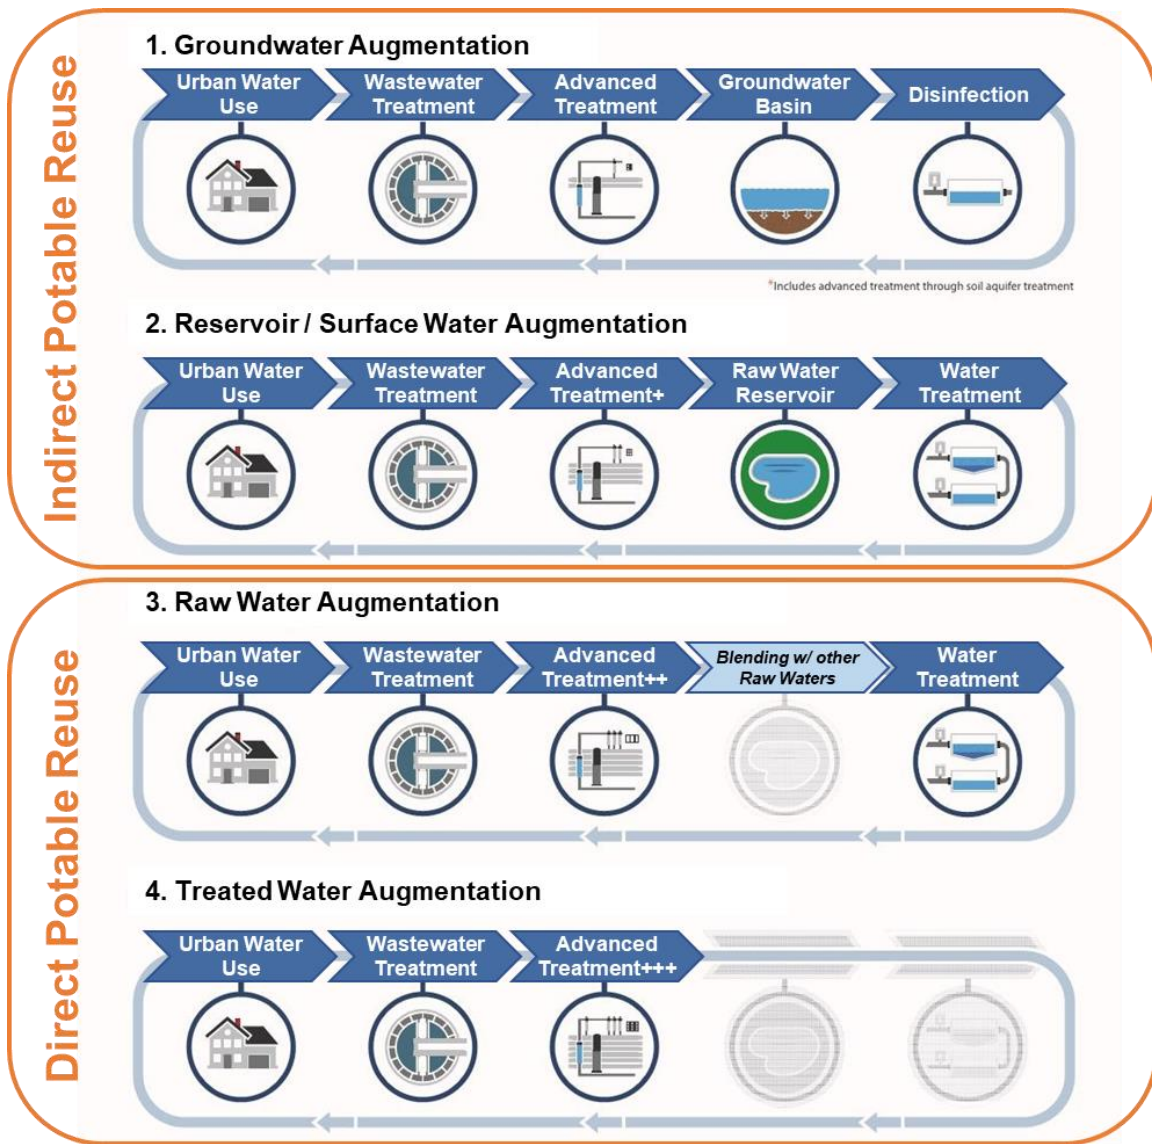 Indirect Potable Reuse
1. Groundwater Augmentation
Urban Water
Use
Wastewater
Treatment
Advanced
Treatment
Groundwater
Basin
Disinfection
*Includes advanced treatment through soil aquifer treatment
2. Reservoir / Surface Water Augmentation
Urban Water
Use
Wastewater
Treatment
Advanced
Treatment+
Raw Water
Reservoir
Water
Treatment
Direct Potable Reuse
3. Raw Water Augmentation
Urban Water
Use
Wastewater
Treatment
Advanced
Treatment++
Blending w/ other
Raw Waters
Water
Treatment
4. Treated Water Augmentation
Urban Water
Use
Wastewater
Treatment
Advanced
Treatment+++